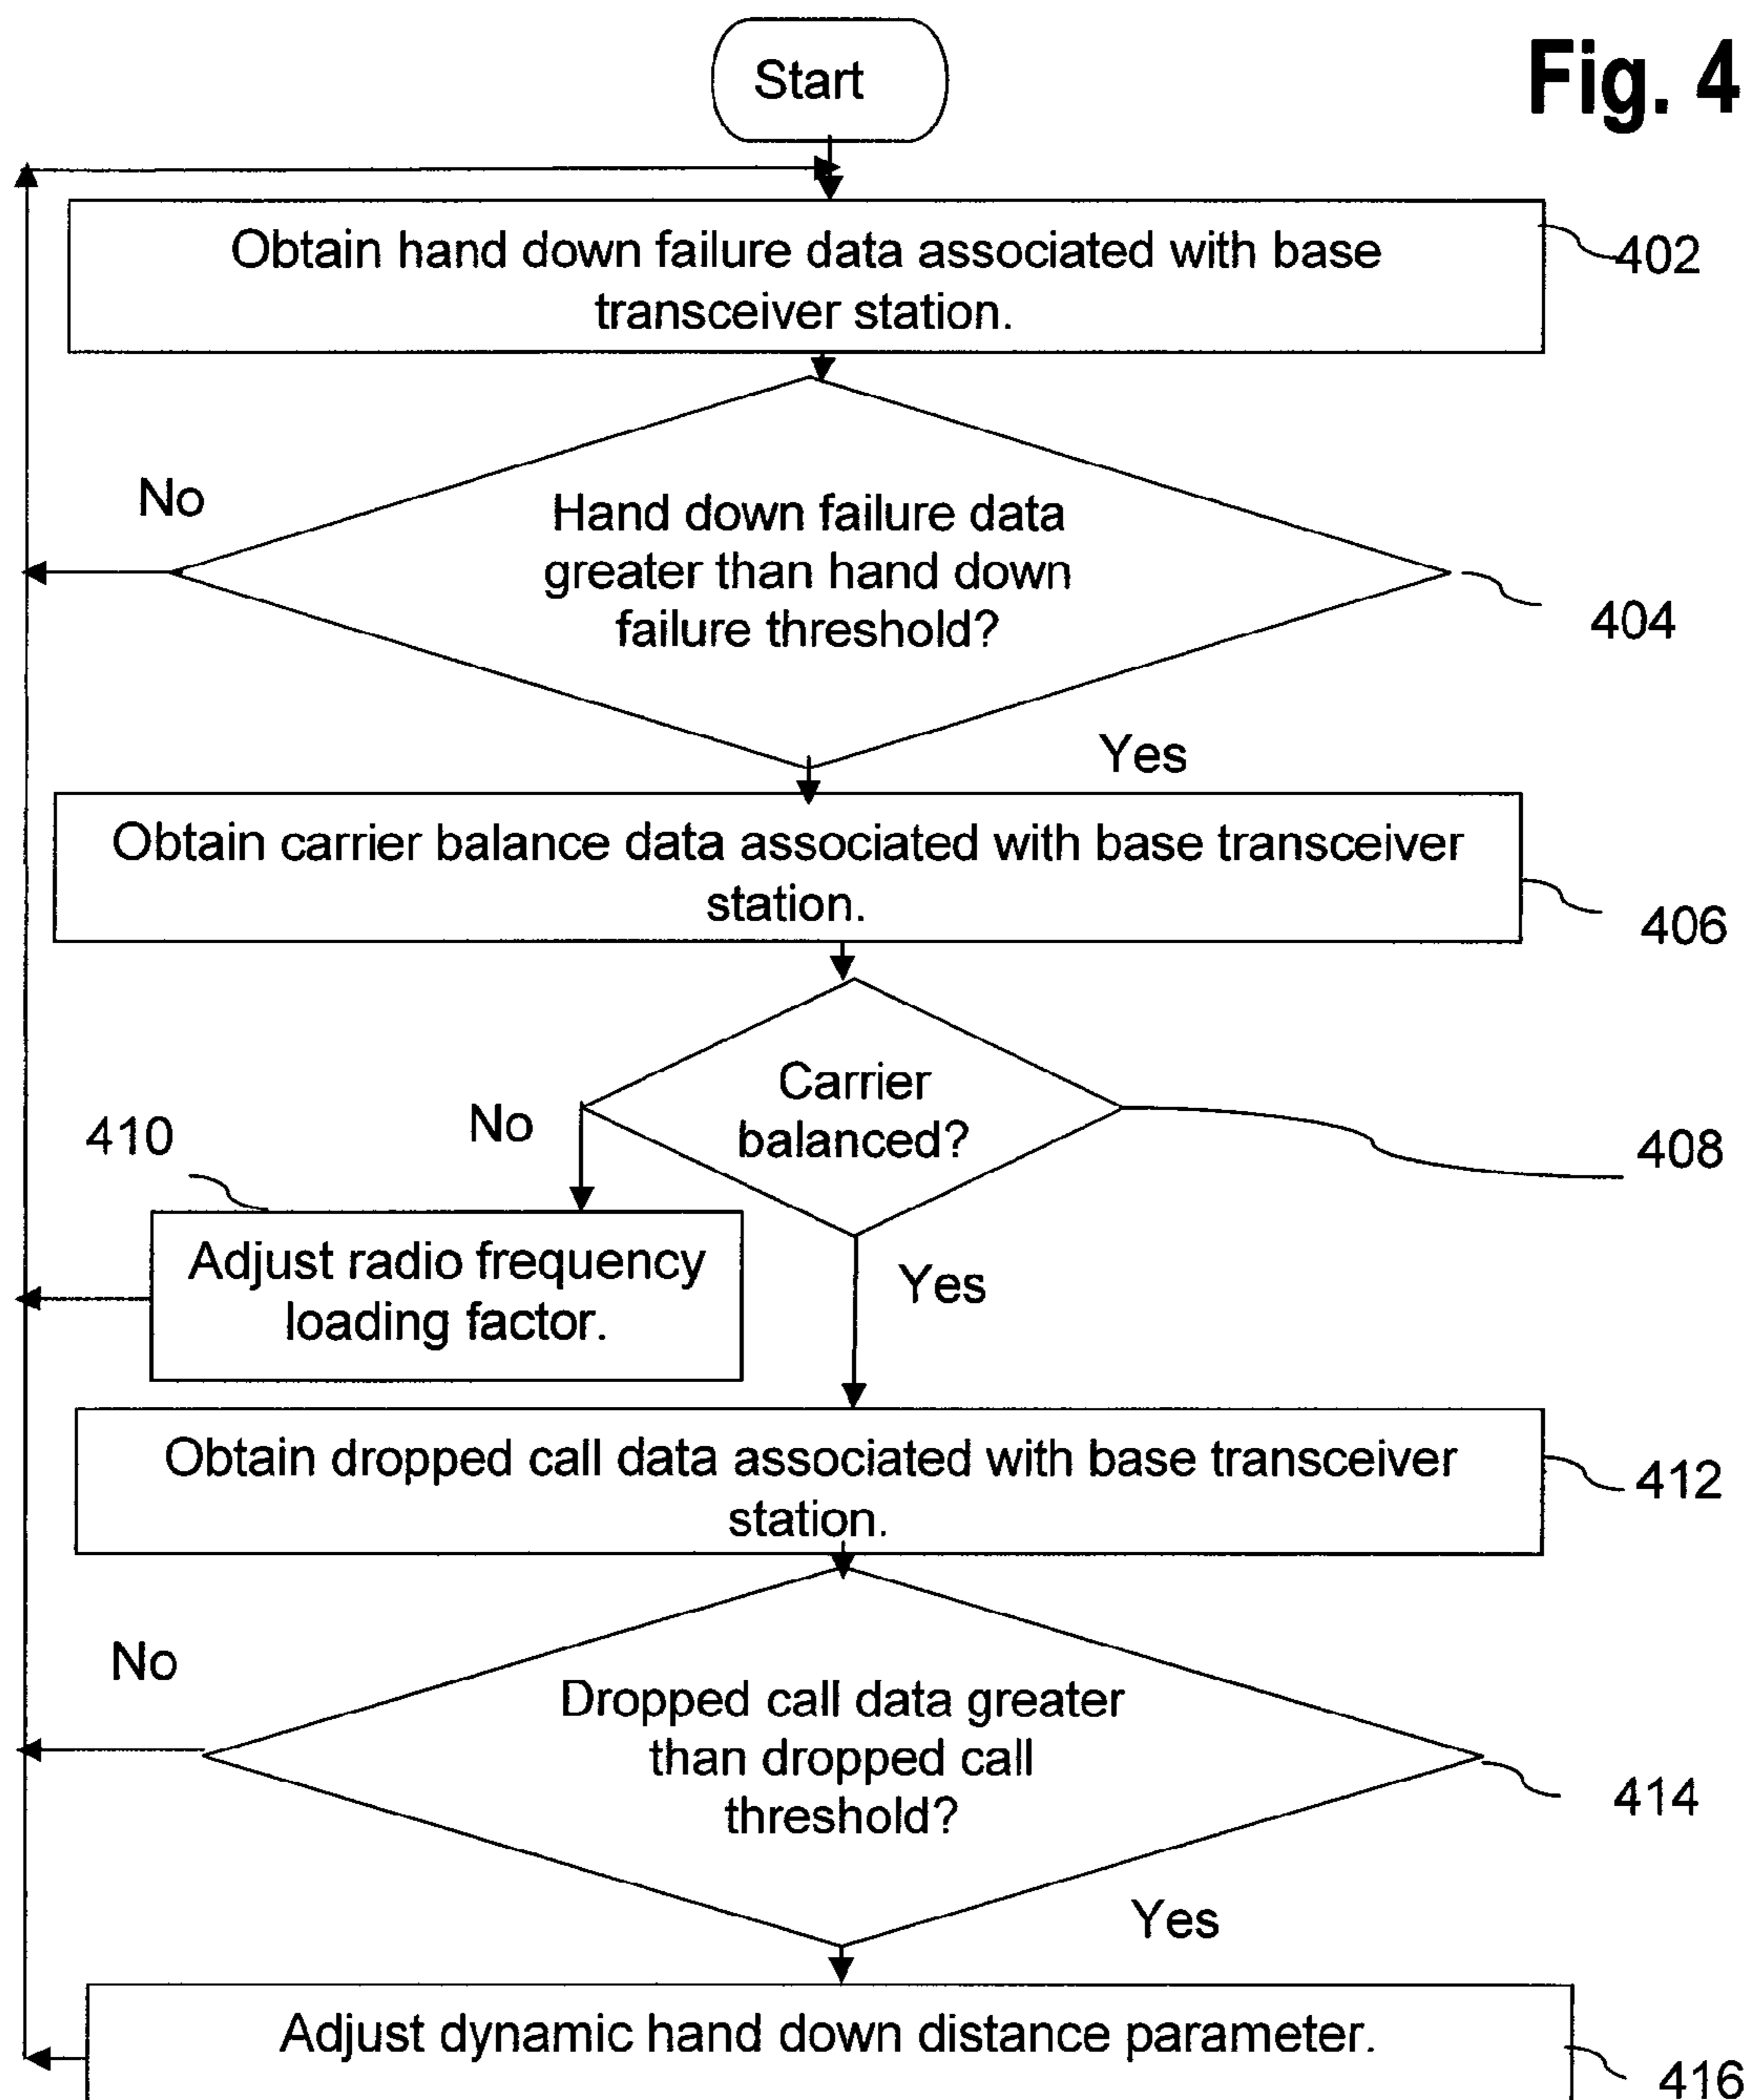 Start
Fig. 4
Obtain hand down failure data associated with base
transceiver station.
402
No
Hand down failure data
greater than hand down
failure threshold?
404
Yes
Obtain carrier balance data associated with base transceiver
station.
406
Carrier
balanced?
No
408
410
Adjust radio frequency
loading factor.
Yes
Obtain dropped call data associated with base transceiver
station.
412
No
Dropped call data greater
than dropped call
threshold?
414
Yes
Adjust dynamic hand down distance parameter.
416